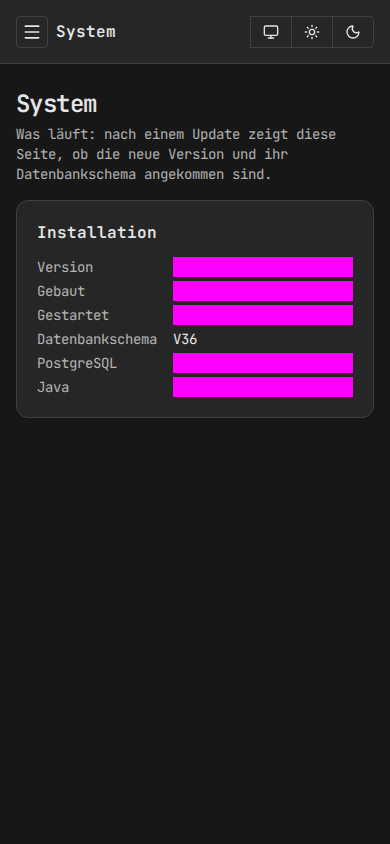 System
System
Was läuft: nach einem Update zeigt diese
Seite, ob die neue Version und ihr
Datenbankschema angekommen sind.
Installation
Version
Gebaut
Gestartet
Datenbankschema V36
PostgreSQL
Java